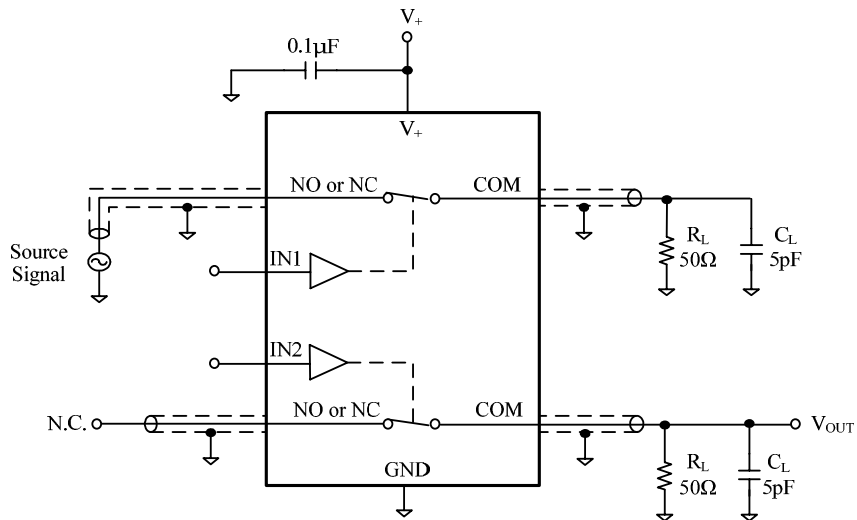 V+
0.1μF
V+
NO or NC
COM
Source
Signal
RL
50Ω
CL
5pF
IN1
IN2
N.C.
NO or NC
COM
VOUT
GND
RL
50Ω
CL
5pF